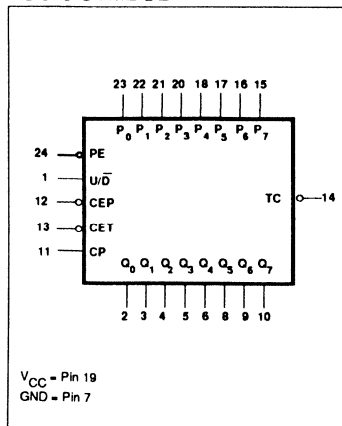 23 22 21 20 18 17 16 15
P0 P1 P2 P3 P4 P5 P6 P7
24 PE
1 U/D̅
12 CEP
13 CET
11 CP
TC 14
Q0 Q1 Q2 Q3 Q4 Q5 Q6 Q7
2 3 4 5 6 8 9 10
VCC = Pin 19
GND = Pin 7